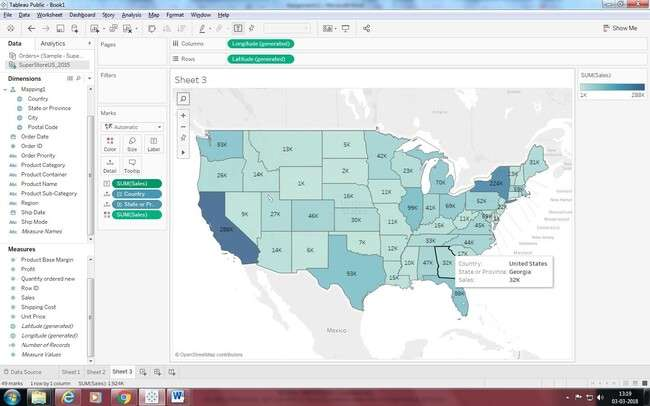 Tableau Public - Book1
File Data Worksheet Dashboard Story Analysis Map Format Window Help
Show Me
Data Analytics
Orders+ (Sample - Supe...
SuperStoreUS_2015
Dimensions
Mapping1
Country
State or Province
City
Postal Code
Order Date
Order ID
Order Priority
Product Category
Product Container
Product Name
Product Sub-Category
Region
Ship Date
Ship Mode
Measure Names
Measures
Product Base Margin
Profit
Quantity ordered new
Row ID
Sales
Shipping Cost
Unit Price
Latitude (generated)
Longitude (generated)
Number of Records
Measure Values
Pages
Filters
Marks
Automatic
Color Size Label
Detail Tooltip
SUM(Sales)
Country
State or Pr..
SUM(Sales)
Columns Longitude (generated)
Rows Latitude (generated)
Sheet 3
93K 13K 5K 42K 31K
26K 14K 1K 2K 23K 70K 224K 13K
16K
288K 9K 27K 46K 30K 99K 41K 69K 52K 22K
11K 15K 45K
14K 6K 7K 12K 33K 44K
93K 10K 47K 32K 17K
15K 88K
Country: United States
State or Province: Georgia
Sales: 32K
Mexico
© OpenStreetMap contributors
SUM(Sales)
1K 288K
Data Source Sheet 1 Sheet 2 Sheet 3
49 marks 1 row by 1 column SUM(Sales): 1,924K
13:19
03-03-2018